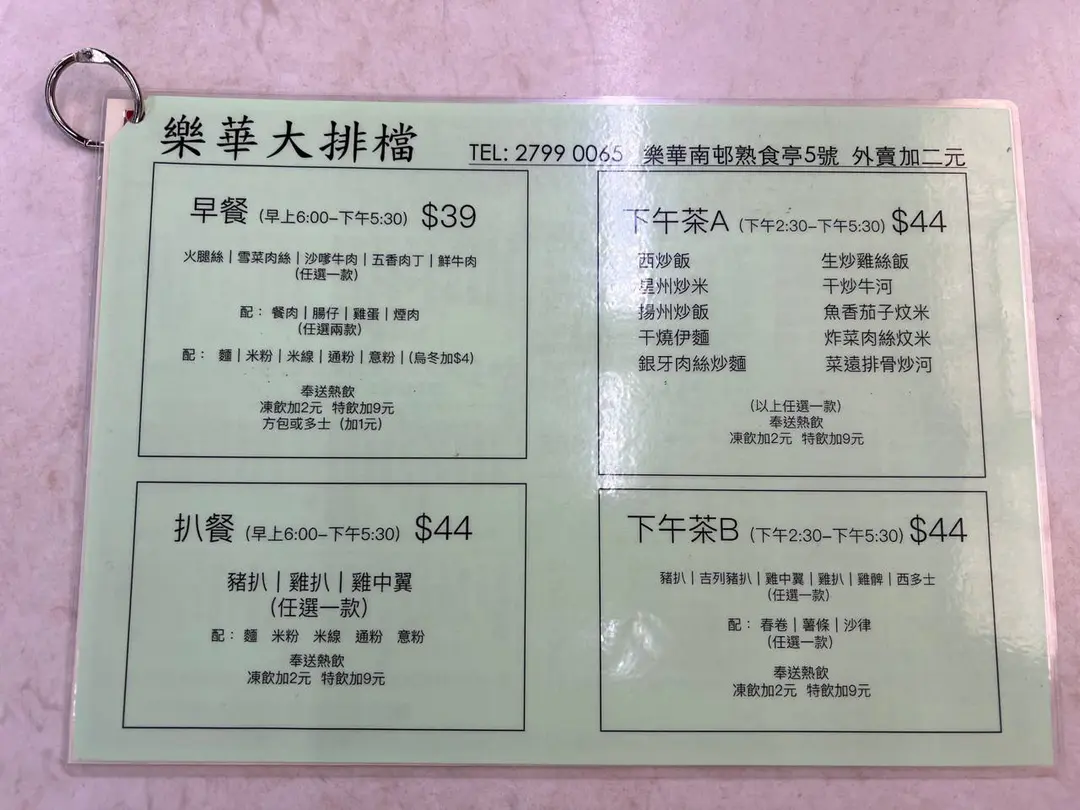 樂華大排檔
TEL: 2799 0065 樂華南邨熟食亭5號 外賣加二元
早餐 (早上6:00-下午5:30) $39
火腿絲 | 雪菜肉絲 | 沙嗲牛肉 | 五香肉丁 | 鮮牛肉
(任選一款)
配： 餐肉 | 腸仔 | 雞蛋 | 煙肉
(任選兩款)
配： 麵 | 米粉 | 米線 | 通粉 | 意粉 | (烏冬加$4)
奉送熱飲
凍飲加2元 特飲加9元
方包或多士 (加1元)
扒餐 (早上6:00-下午5:30) $44
豬扒 | 雞扒 | 雞中翼
(任選一款)
配： 麵 米粉 米線 通粉 意粉
奉送熱飲
凍飲加2元 特飲加9元
下午茶A (下午2:30-下午5:30) $44
西炒飯 生炒雞絲飯
星州炒米 干炒牛河
揚州炒飯 魚香茄子炆米
干燒伊麵 炸菜肉絲炆米
銀牙肉絲炒麵 菜遠排骨炒河
(以上任選一款)
奉送熱飲
凍飲加2元 特飲加9元
下午茶B (下午2:30-下午5:30) $44
豬扒 | 吉列豬扒 | 雞中翼 | 雞扒 | 雞髀 | 西多士
(任選一款)
配： 春卷 | 薯條 | 沙律
(任選一款)
奉送熱飲
凍飲加2元 特飲加9元